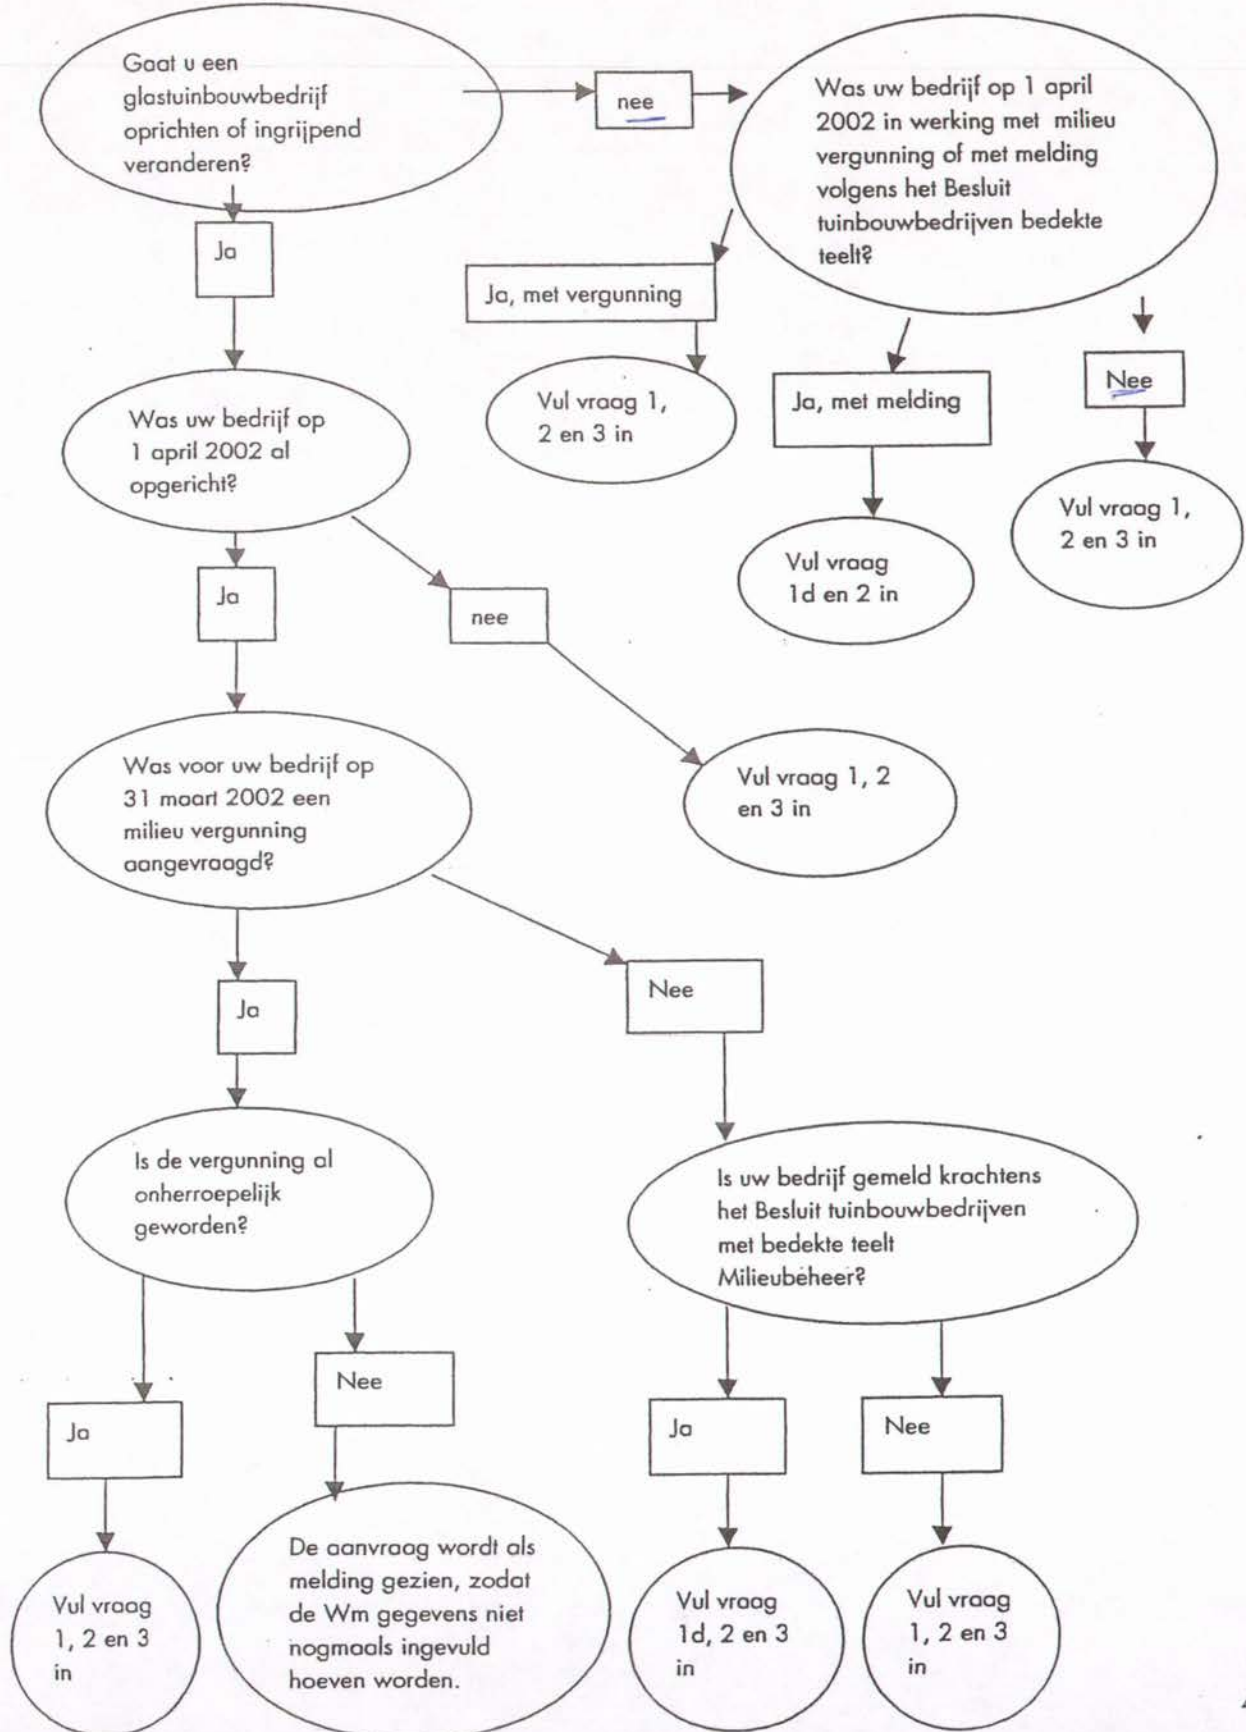 Gaat u een
glastuinbouwbedrijf
oprichten of ingrijpend
veranderen?
nee
Was uw bedrijf op 1 april
2002 in werking met milieu
vergunning of met melding
volgens het Besluit
tuinbouwbedrijven bedekte
teelt?
Ja
Ja, met vergunning
Vul vraag 1,
2 en 3 in
Ja, met melding
Vul vraag
1d en 2 in
Nee
Vul vraag 1,
2 en 3 in
Was uw bedrijf op
1 april 2002 al
opgericht?
Ja
nee
Vul vraag 1, 2
en 3 in
Was voor uw bedrijf op
31 maart 2002 een
milieu vergunning
aangevraagd?
Ja
Nee
Is de vergunning al
onherroepelijk
geworden?
Is uw bedrijf gemeld krachtens
het Besluit tuinbouwbedrijven
met bedekte teelt
Milieubeheer?
Ja
Nee
Ja
Nee
Vul vraag
1, 2 en 3
in
De aanvraag wordt als
melding gezien, zodat
de Wm gegevens niet
nogmaals ingevuld
hoeven worden.
Vul vraag
1d, 2 en 3
in
Vul vraag
1, 2 en 3
in